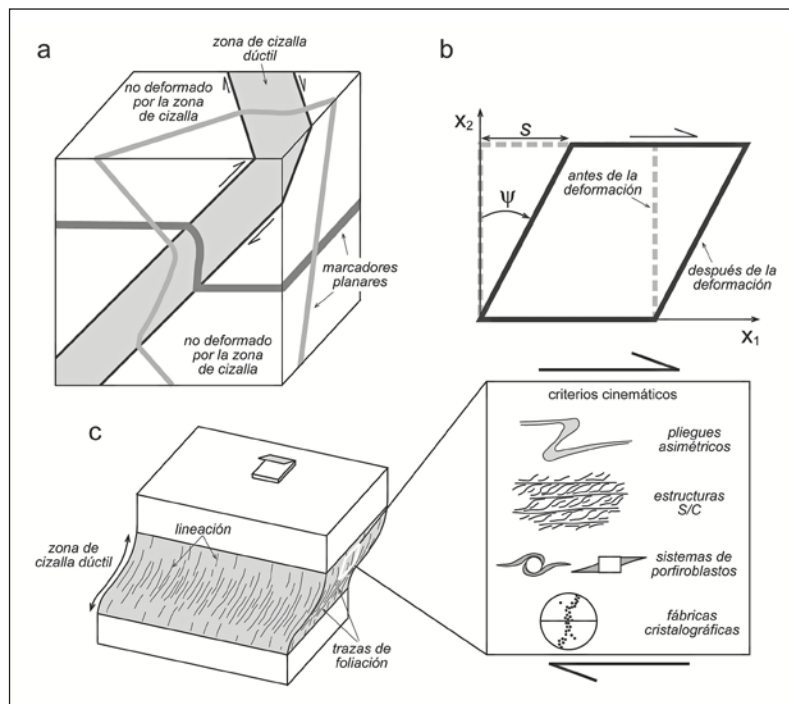 a
zona de cizalla
dúctil
no deformado
por la zona
de cizalla
marcadores
planares
no deformado
por la zona
de cizalla
b
x2
S
ψ
antes de la
deformación
después de la
deformación
x1
c
lineación
zona de
cizalla dúctil
trazas de
foliación
criterios cinemáticos
pliegues
asimétricos
estructuras
S/C
sistemas de
porfiroblastos
fábricas
cristalográficas